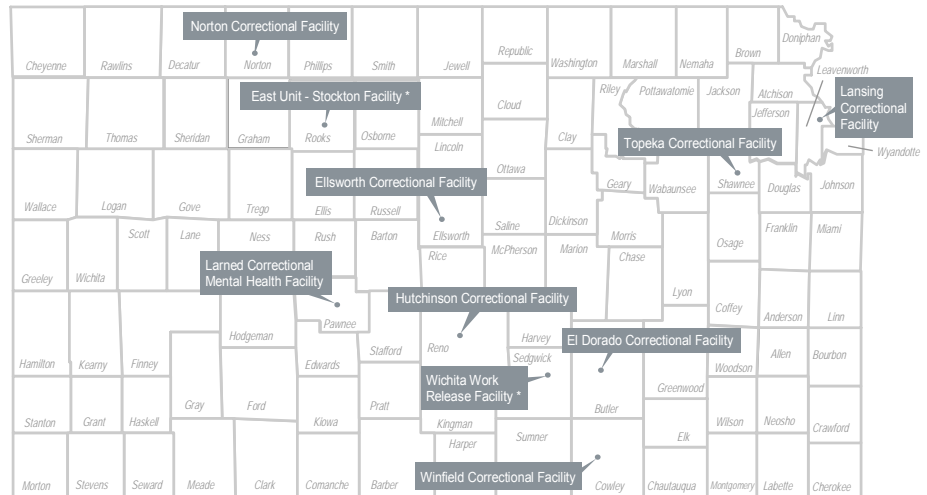 Norton Correctional Facility
Doniphan
Cheyenne Rawlins Decatur Norton Phillips Smith Jewell Republic Washington Marshall Nemaha Brown
Leavenworth
East Unit - Stockton Facility *
Riley Pottawatomie Jackson Atchison
Lansing
Correctional
Facility
Cloud
Jefferson
Mitchell
Sherman Thomas Sheridan Graham Rooks Osborne Clay
Topeka Correctional Facility
Lincoln
Wyandotte
Ottawa
Ellsworth Correctional Facility
Geary Wabaunsee Shawnee Douglas Johnson
Wallace Logan Gove Trego Ellis Russell
Saline Dickinson
Scott Lane Ness Rush Barton Ellsworth Morris Franklin Miami
Rice McPherson Marion Chase Osage
Larned Correctional
Mental Health Facility
Greeley Wichita
Hutchinson Correctional Facility
Lyon
Coffey
Pawnee Anderson Linn
Hodgeman
Reno Harvey
El Dorado Correctional Facility
Stafford
Sedgwick
Allen Bourbon
Hamilton Kearny Finney Edwards Woodson
Wichita Work
Release Facility *
Greenwood
Gray Ford Pratt Butler
Stanton Grant Haskell Kiowa Kingman Wilson Neosho Crawford
Harper Sumner Elk
Winfield Correctional Facility
Morton Stevens Seward Meade Clark Comanche Barber Cowley Chautauqua Montgomery Labette Cherokee